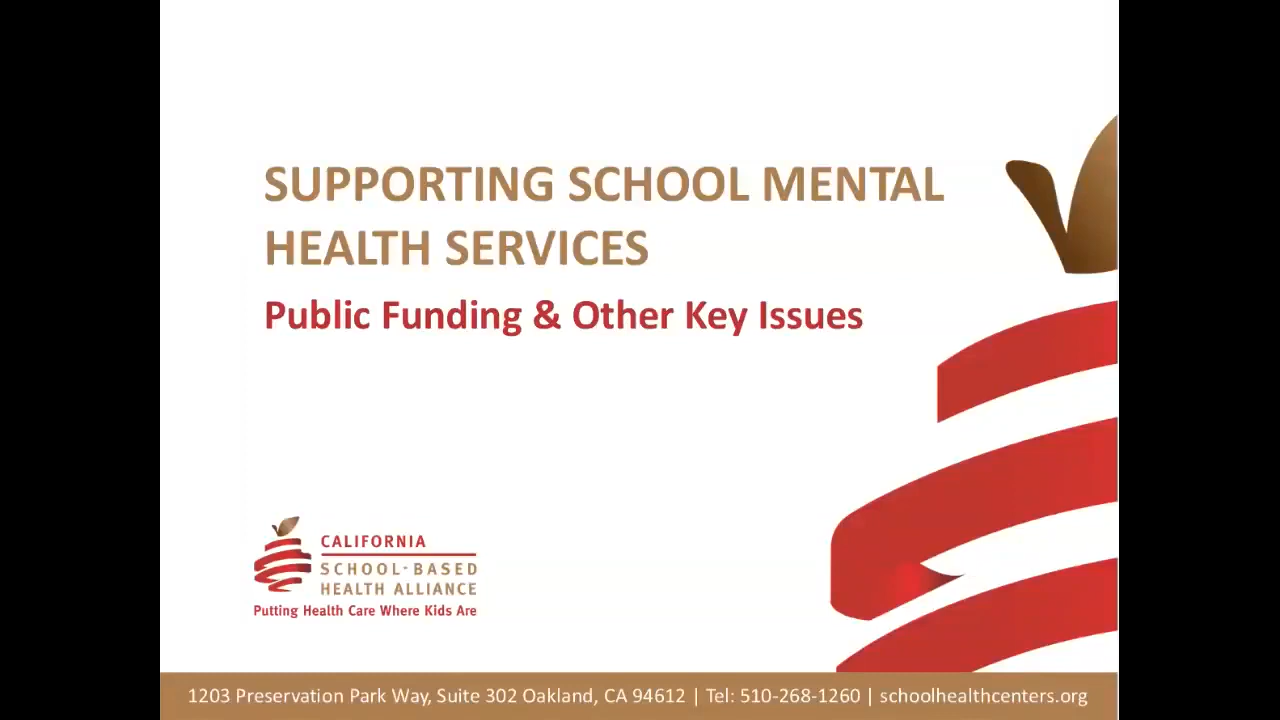 SUPPORTING SCHOOL MENTAL
HEALTH SERVICES
Public Funding & Other Key Issues
CALIFORNIA
SCHOOL-BASED
HEALTH ALLIANCE
Putting Health Care Where Kids Are
1203 Preservation Park Way, Suite 302 Oakland, CA 94612 | Tel: 510-268-1260 | schoolhealthcenters.org